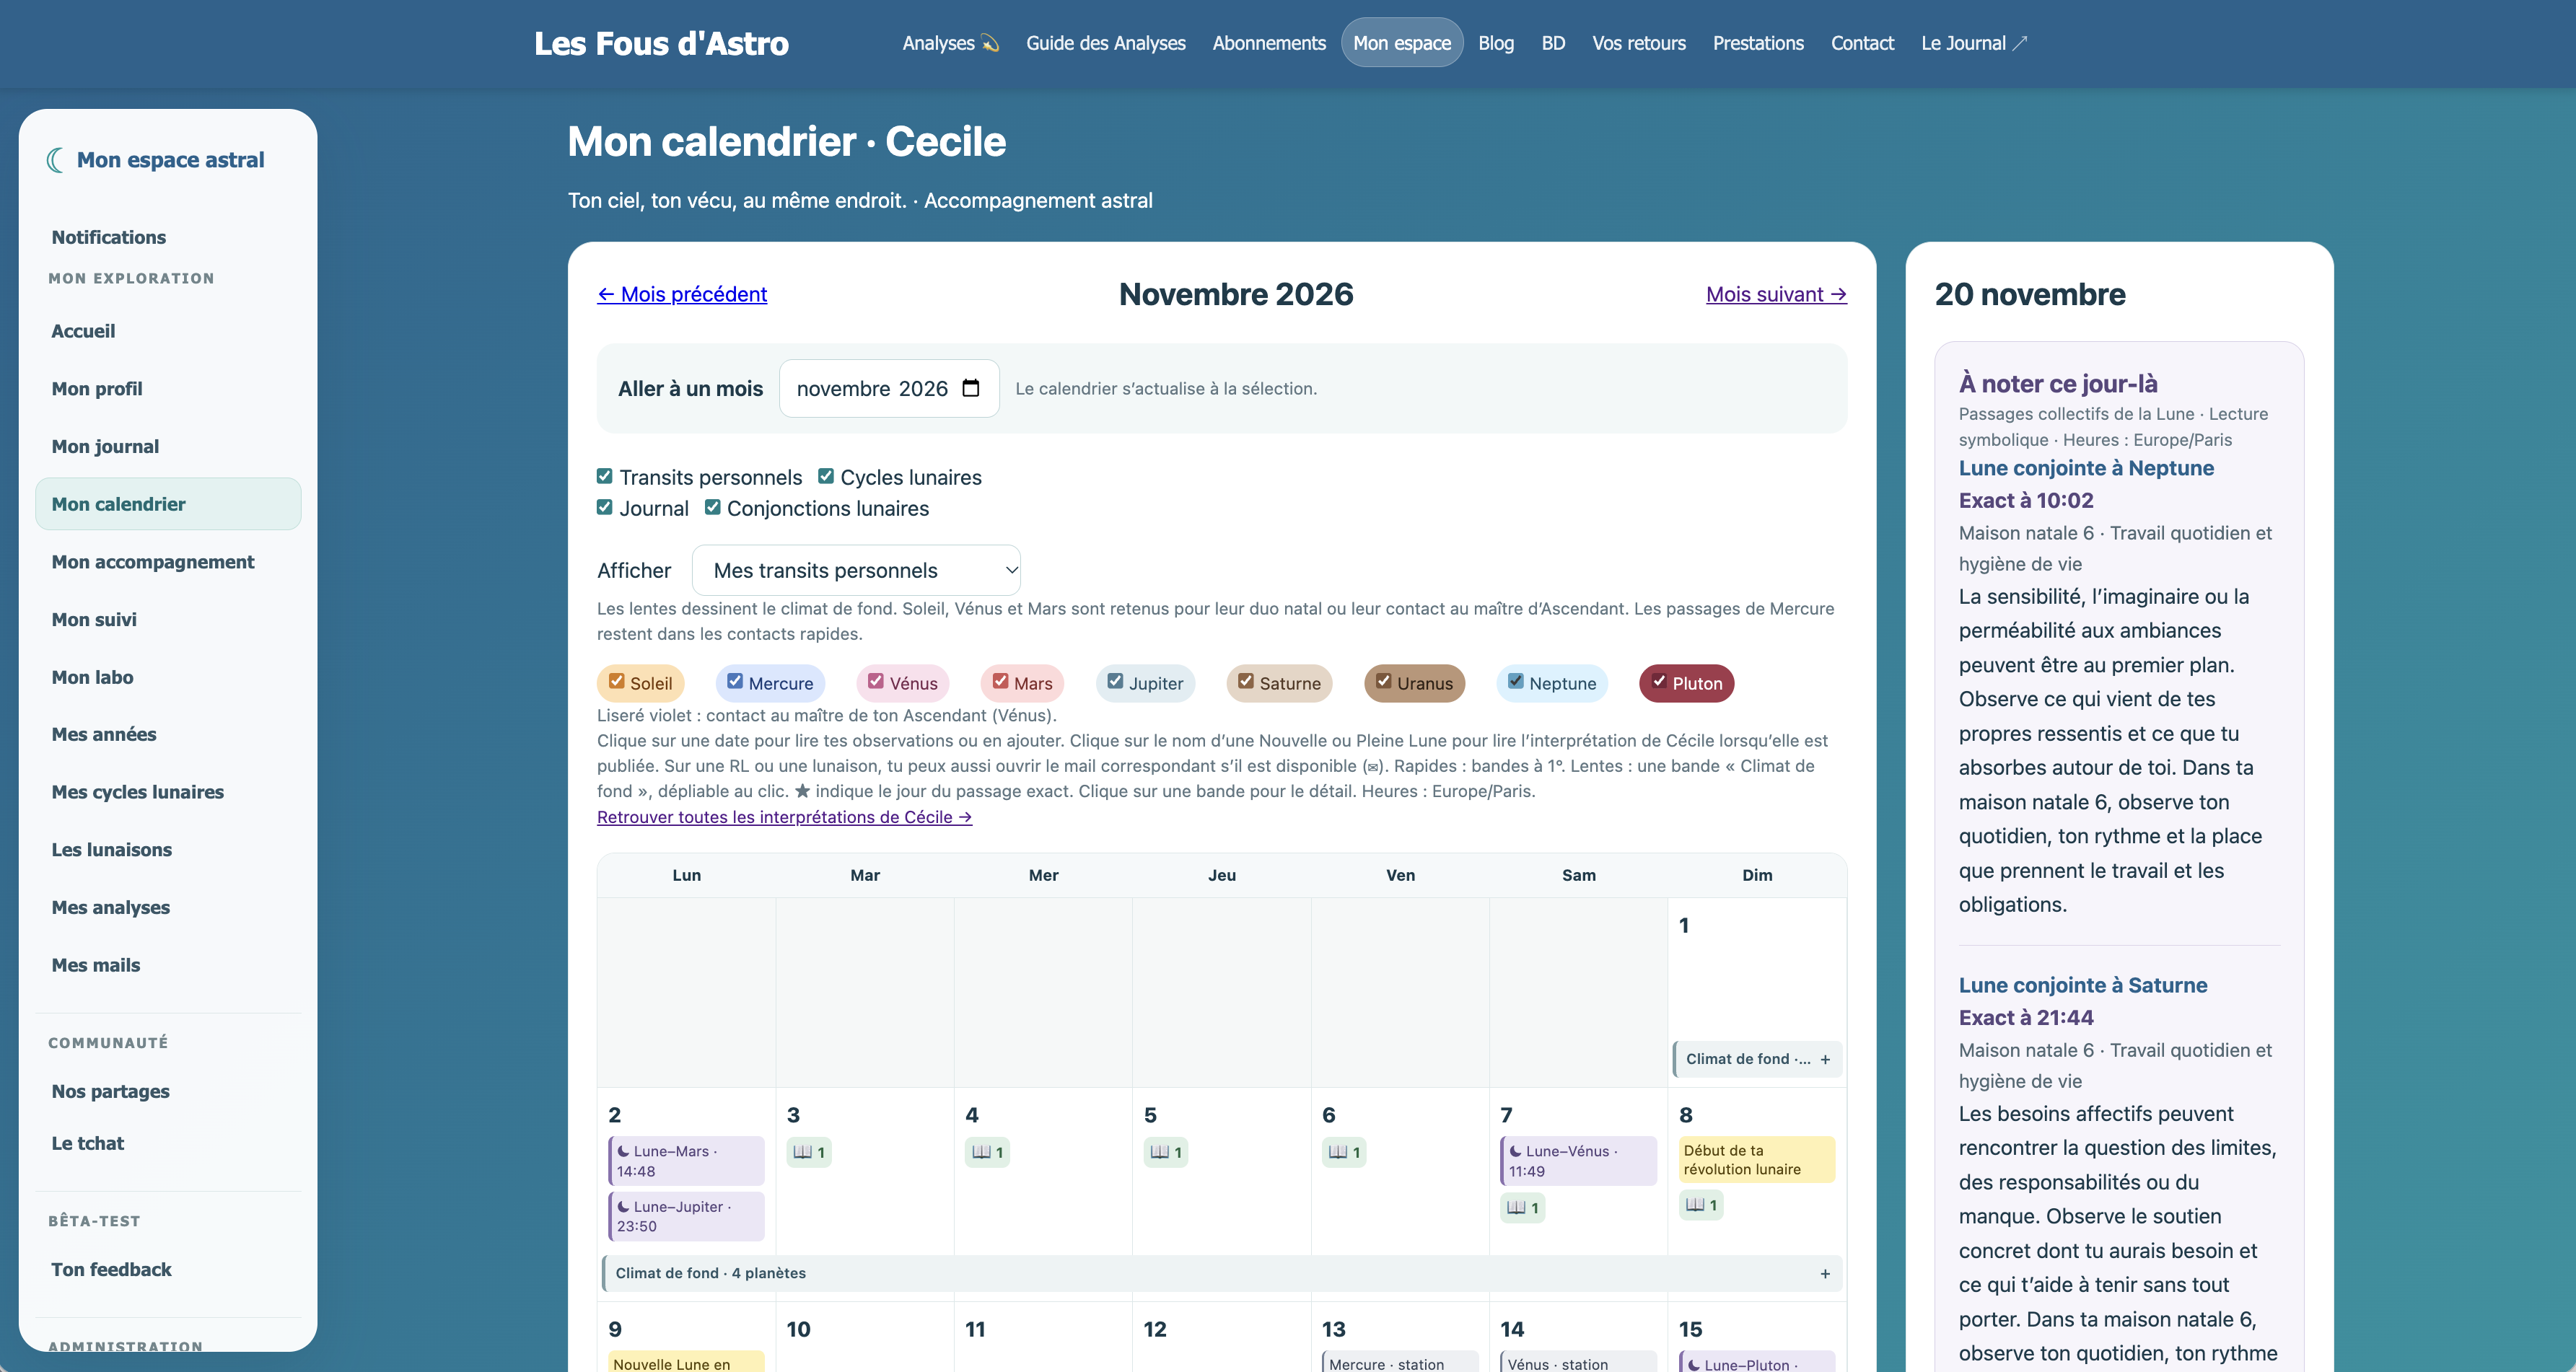 Les Fous d'Astro
Analyses 💫
Guide des Analyses
Abonnements
Mon espace
Blog
BD
Vos retours
Prestations
Contact
Le Journal ↗
☾ Mon espace astral
Notifications
MON EXPLORATION
Accueil
Mon profil
Mon journal
Mon calendrier
Mon accompagnement
Mon suivi
Mon labo
Mes années
Mes cycles lunaires
Les lunaisons
Mes analyses
Mes mails
COMMUNAUTÉ
Nos partages
Le tchat
BÊTA-TEST
Ton feedback
ADMINISTRATION
Mon calendrier · Cecile
Ton ciel, ton vécu, au même endroit. · Accompagnement astral
← Mois précédent
Novembre 2026
Mois suivant →
Aller à un mois
novembre 2026
Le calendrier s’actualise à la sélection.
Transits personnels
Cycles lunaires
Journal
Conjonctions lunaires
Afficher
Mes transits personnels
Les lentes dessinent le climat de fond. Soleil, Vénus et Mars sont retenus pour leur duo natal ou leur contact au maître d’Ascendant. Les passages de Mercure
restent dans les contacts rapides.
Soleil
Mercure
Vénus
Mars
Jupiter
Saturne
Uranus
Neptune
Pluton
Liseré violet : contact au maître de ton Ascendant (Vénus).
Clique sur une date pour lire tes observations ou en ajouter. Clique sur le nom d’une Nouvelle ou Pleine Lune pour lire l’interprétation de Cécile lorsqu’elle est
publiée. Sur une RL ou une lunaison, tu peux aussi ouvrir le mail correspondant s’il est disponible (✉). Rapides : bandes à 1°. Lentes : une bande « Climat de
fond », dépliable au clic. ★ indique le jour du passage exact. Clique sur une bande pour le détail. Heures : Europe/Paris.
Retrouver toutes les interprétations de Cécile →
Lun
Mar
Mer
Jeu
Ven
Sam
Dim
1
Climat de fond ·... +
2
Lune–Mars ·
14:48
Lune–Jupiter ·
23:50
3
📖 1
4
📖 1
5
📖 1
6
📖 1
7
Lune–Vénus ·
11:49
📖 1
8
Début de ta
révolution lunaire
📖 1
Climat de fond · 4 planètes +
9
Nouvelle Lune en
10
11
12
13
Mercure · station
14
Vénus · station
15
Lune–Pluton ·
20 novembre
À noter ce jour-là
Passages collectifs de la Lune · Lecture
symbolique · Heures : Europe/Paris
Lune conjointe à Neptune
Exact à 10:02
Maison natale 6 · Travail quotidien et
hygiène de vie
La sensibilité, l’imaginaire ou la
perméabilité aux ambiances
peuvent être au premier plan.
Observe ce qui vient de tes
propres ressentis et ce que tu
absorbes autour de toi. Dans ta
maison natale 6, observe ton
quotidien, ton rythme et la place
que prennent le travail et les
obligations.
Lune conjointe à Saturne
Exact à 21:44
Maison natale 6 · Travail quotidien et
hygiène de vie
Les besoins affectifs peuvent
rencontrer la question des limites,
des responsabilités ou du
manque. Observe le soutien
concret dont tu aurais besoin et
ce qui t’aide à tenir sans tout
porter. Dans ta maison natale 6,
observe ton quotidien, ton rythme